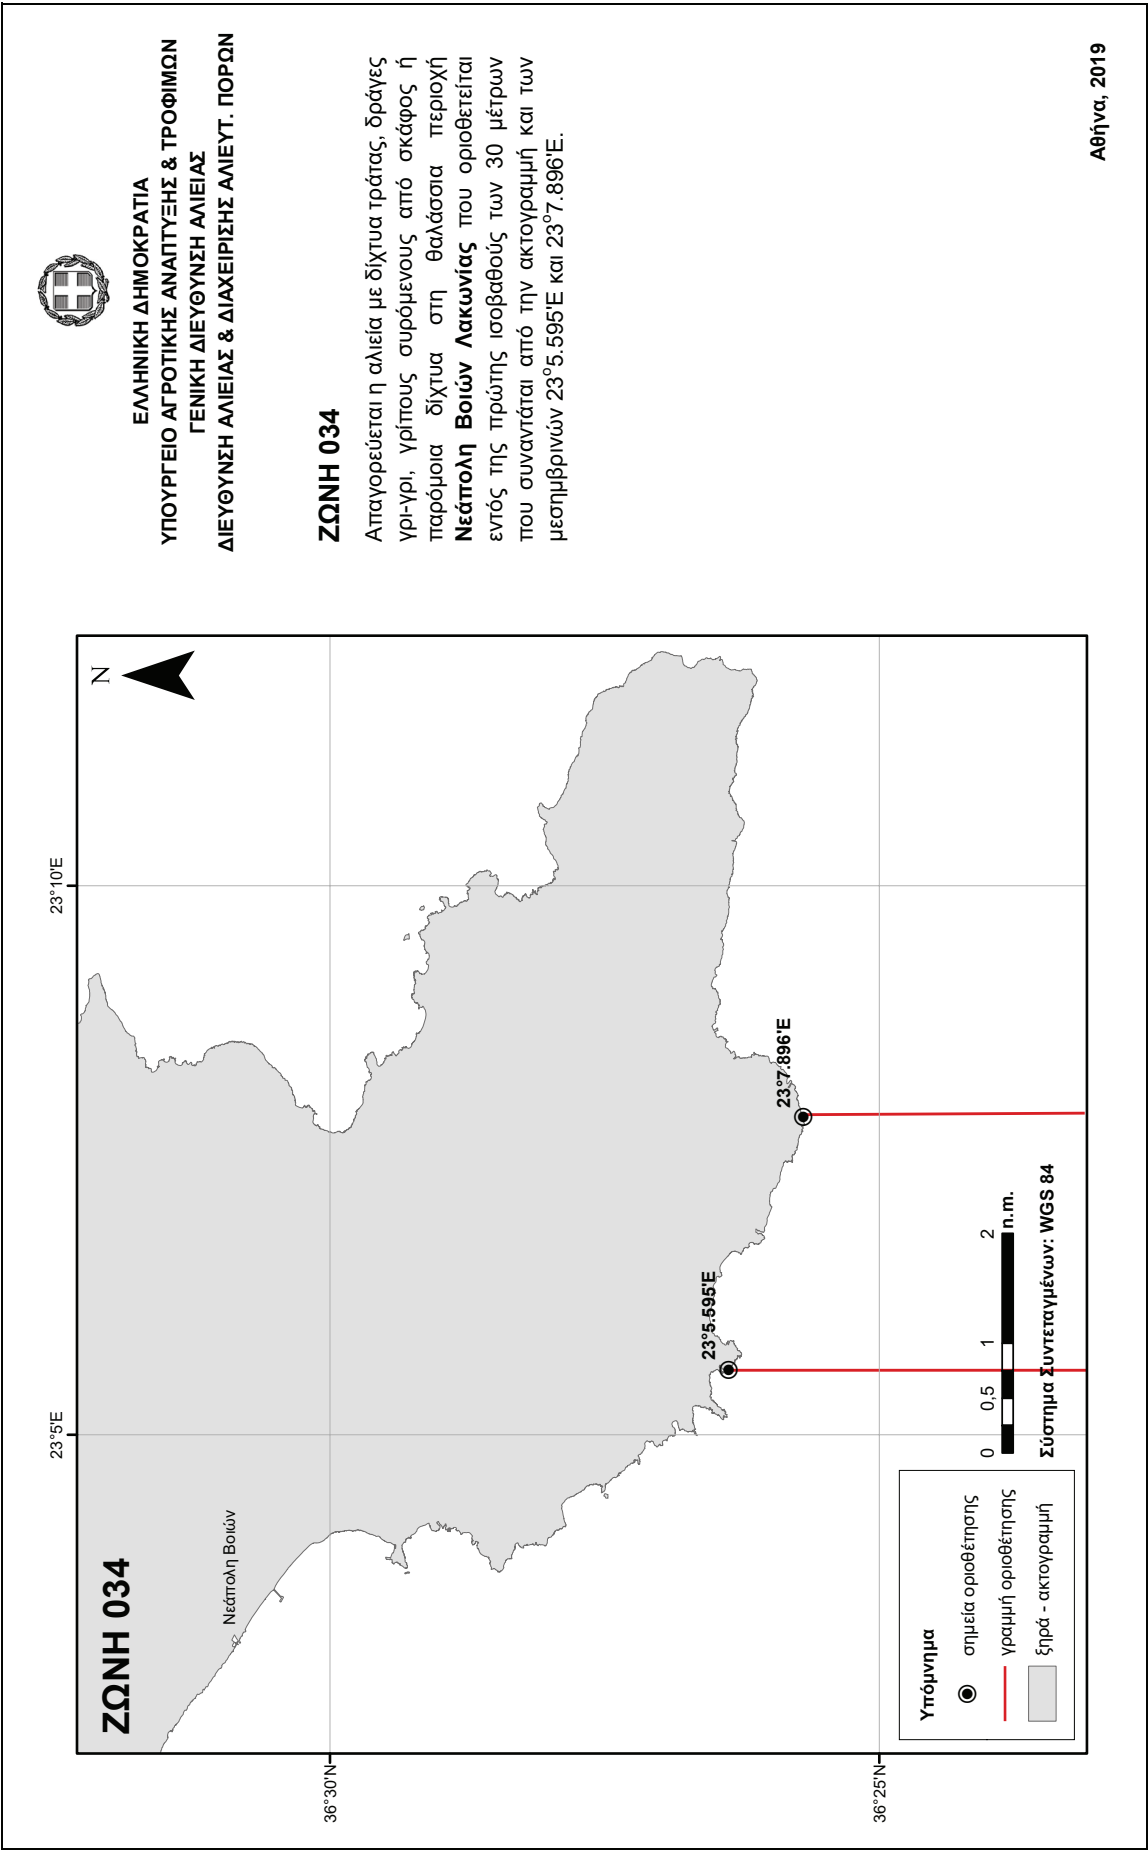 ΖΩΝΗ 034
N
23°5'E
23°10'E
36°30'N
36°25'N
Νεάπολη Βοιών
23°5.595'E
23°7.896'E
Υπόμνημα
σημεία οριοθέτησης
γραμμή οριοθέτησης
ξηρά - ακτογραμμή
0 0,5 1 2
n.m.
Σύστημα Συντεταγμένων: WGS 84
ΕΛΛΗΝΙΚΗ ΔΗΜΟΚΡΑΤΙΑ
ΥΠΟΥΡΓΕΙΟ ΑΓΡΟΤΙΚΗΣ ΑΝΑΠΤΥΞΗΣ & ΤΡΟΦΙΜΩΝ
ΓΕΝΙΚΗ ΔΙΕΥΘΥΝΣΗ ΑΛΙΕΙΑΣ
ΔΙΕΥΘΥΝΣΗ ΑΛΙΕΙΑΣ & ΔΙΑΧΕΙΡΙΣΗΣ ΑΛΙΕΥΤ. ΠΟΡΩΝ
ΖΩΝΗ 034
Απαγορεύεται η αλιεία με δίχτυα τράτας, δράγες
γρι-γρι, γρίπους συρόμενους από σκάφος ή
παρόμοια δίχτυα στη θαλάσσια περιοχή
Νεάπολη Βοιών Λακωνίας που οριοθετείται
εντός της πρώτης ισοβαθούς των 30 μέτρων
που συναντάται από την ακτογραμμή και των
μεσημβρινών 23°5.595'E και 23°7.896'E.
Αθήνα, 2019